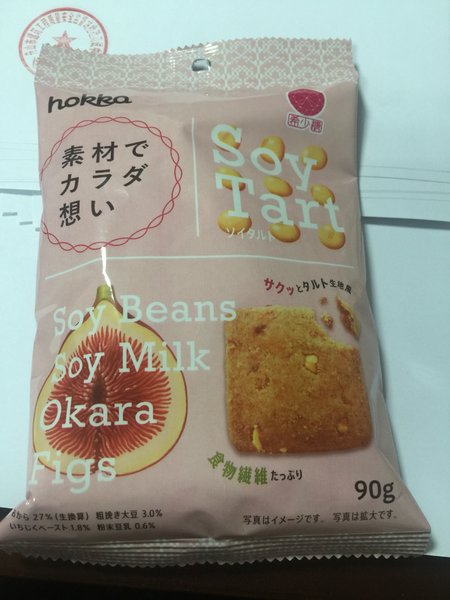 hokka
希少糖
素材で
カラダ
想い
Soy
Tart
ソイタルト
サクッとタルト生地風
Soy Beans
Soy Milk
Okara
Figs
食物繊維たっぷり
90g
おから 27% (生換算) 粗挽き大豆 3.0%
いちじくペースト 1.8% 粉末豆乳 0.6%
写真はイメージです。 写真は拡大です。